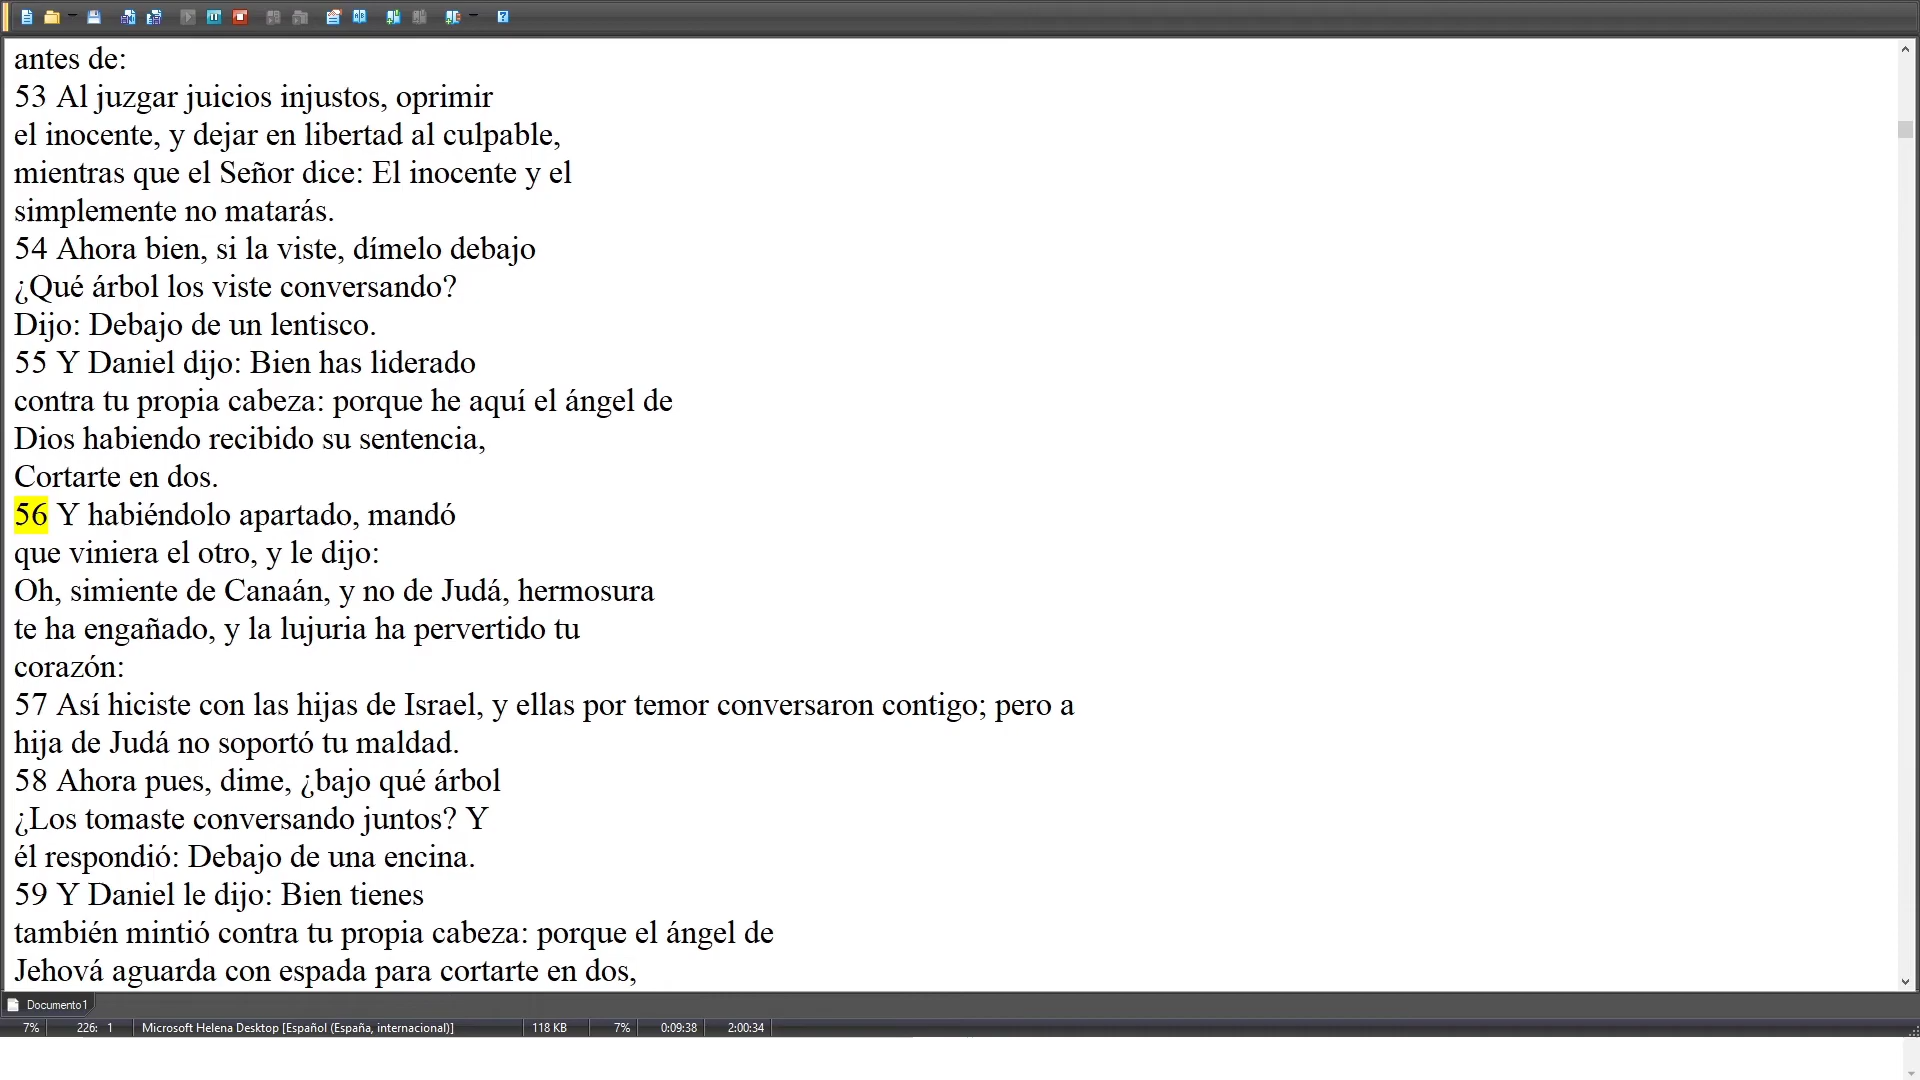 antes de:
53 Al juzgar juicios injustos, oprimir
el inocente, y dejar en libertad al culpable,
mientras que el Señor dice: El inocente y el
simplemente no matarás.
54 Ahora bien, si la viste, dímelo debajo
¿Qué árbol los viste conversando?
Dijo: Debajo de un lentisco.
55 Y Daniel dijo: Bien has liderado
contra tu propia cabeza: porque he aquí el ángel de
Dios habiendo recibido su sentencia,
Cortarte en dos.
56 Y habiéndolo apartado, mandó
que viniera el otro, y le dijo:
Oh, simiente de Canaán, y no de Judá, hermosura
te ha engañado, y la lujuria ha pervertido tu
corazón:
57 Así hiciste con las hijas de Israel, y ellas por temor conversaron contigo; pero a
hija de Judá no soportó tu maldad.
58 Ahora pues, dime, ¿bajo qué árbol
¿Los tomaste conversando juntos? Y
él respondió: Debajo de una encina.
59 Y Daniel le dijo: Bien tienes
también mintió contra tu propia cabeza: porque el ángel de
Jehová aguarda con espada para cortarte en dos,
Documento1
7% 226: 1 Microsoft Helena Desktop [Español (España, internacional)] 118 KB 7% 0:09:38 2:00:34